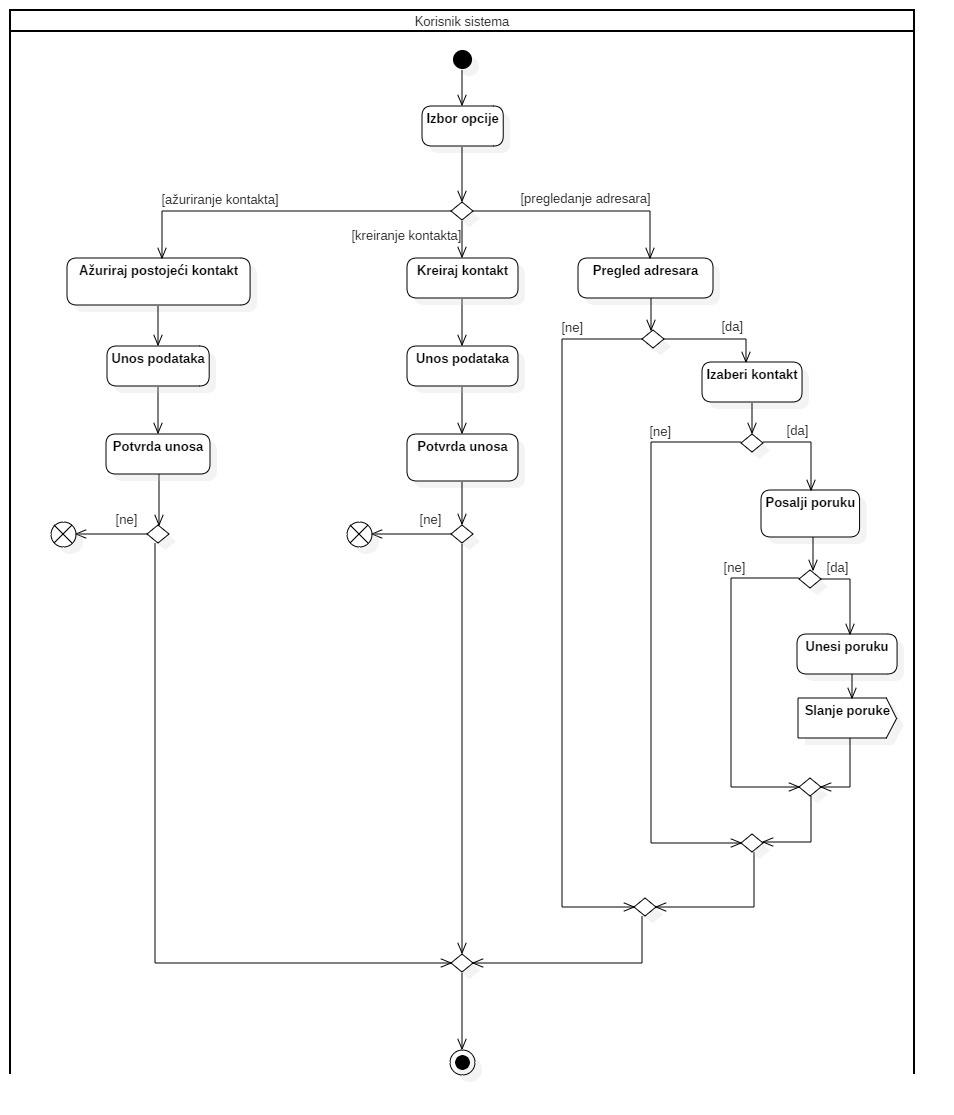 Korisnik sistema
Izbor opcije
[ažuriranje kontakta]
[pregledanje adresara]
[kreiranje kontakta]
Ažuriraj postojeći kontakt
Kreiraj kontakt
Pregled adresara
[ne]
[da]
Unos podataka
Unos podataka
Izaberi kontakt
[ne]
[da]
Potvrda unosa
Potvrda unosa
Posalji poruku
[ne]
[ne]
[ne]
[da]
Unesi poruku
Slanje poruke